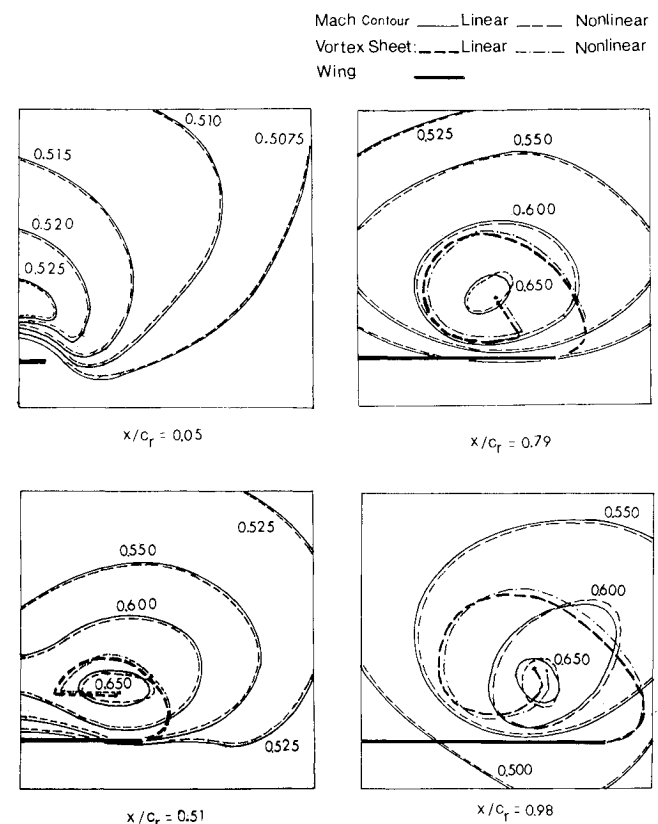 Mach Contour Linear Nonlinear
Vortex Sheet: Linear Nonlinear
Wing
0.515
0.510
0.5075
0.520
0.525
x/cr = 0.05
0.525
0.550
0.600
0.650
x/cr = 0.79
0.525
0.550
0.600
0.650
0.525
x/cr = 0.51
0.550
0.600
0.650
0.500
x/cr = 0.98